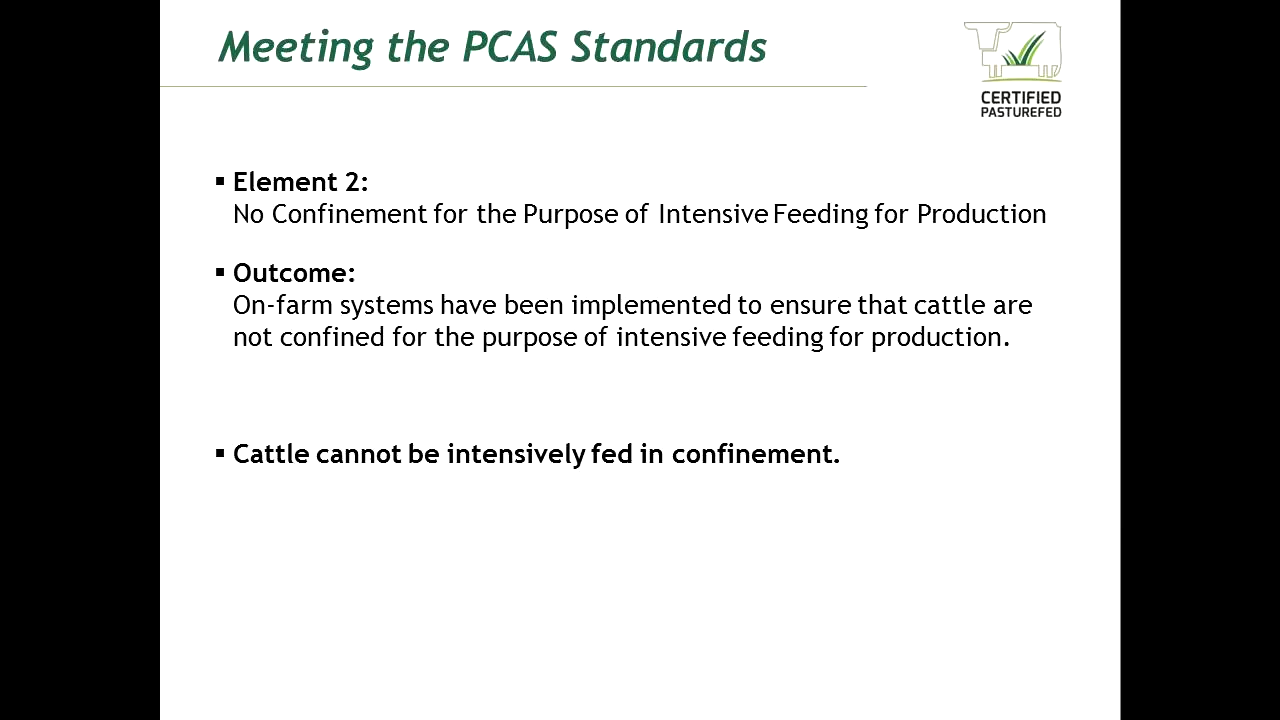 Meeting the PCAS Standards
CERTIFIED
PASTUREFED
▪ Element 2:
No Confinement for the Purpose of Intensive Feeding for Production
▪ Outcome:
On-farm systems have been implemented to ensure that cattle are
not confined for the purpose of intensive feeding for production.
▪ Cattle cannot be intensively fed in confinement.